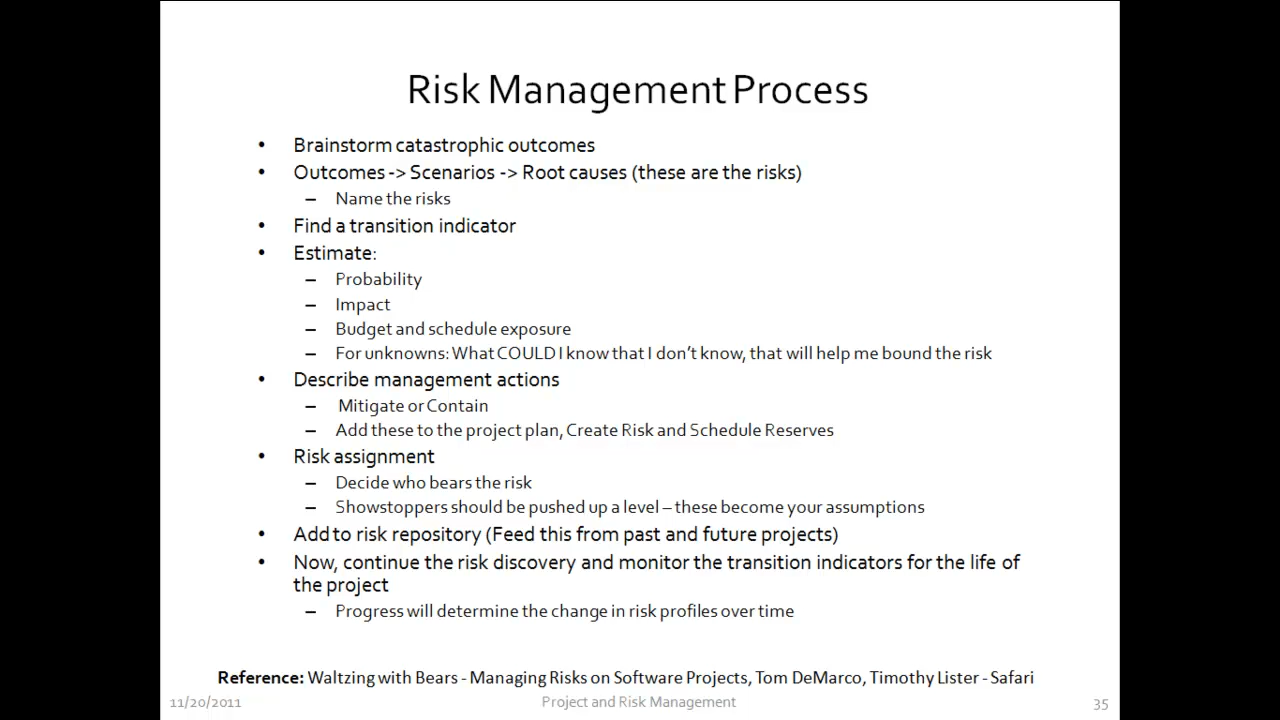 Risk Management Process
• Brainstorm catastrophic outcomes
• Outcomes -> Scenarios -> Root causes (these are the risks)
– Name the risks
• Find a transition indicator
• Estimate:
– Probability
– Impact
– Budget and schedule exposure
– For unknowns: What COULD I know that I don't know, that will help me bound the risk
• Describe management actions
– Mitigate or Contain
– Add these to the project plan, Create Risk and Schedule Reserves
• Risk assignment
– Decide who bears the risk
– Showstoppers should be pushed up a level – these become your assumptions
• Add to risk repository (Feed this from past and future projects)
• Now, continue the risk discovery and monitor the transition indicators for the life of
the project
– Progress will determine the change in risk profiles over time
Reference: Waltzing with Bears - Managing Risks on Software Projects, Tom DeMarco, Timothy Lister - Safari
11/20/2011 Project and Risk Management 35